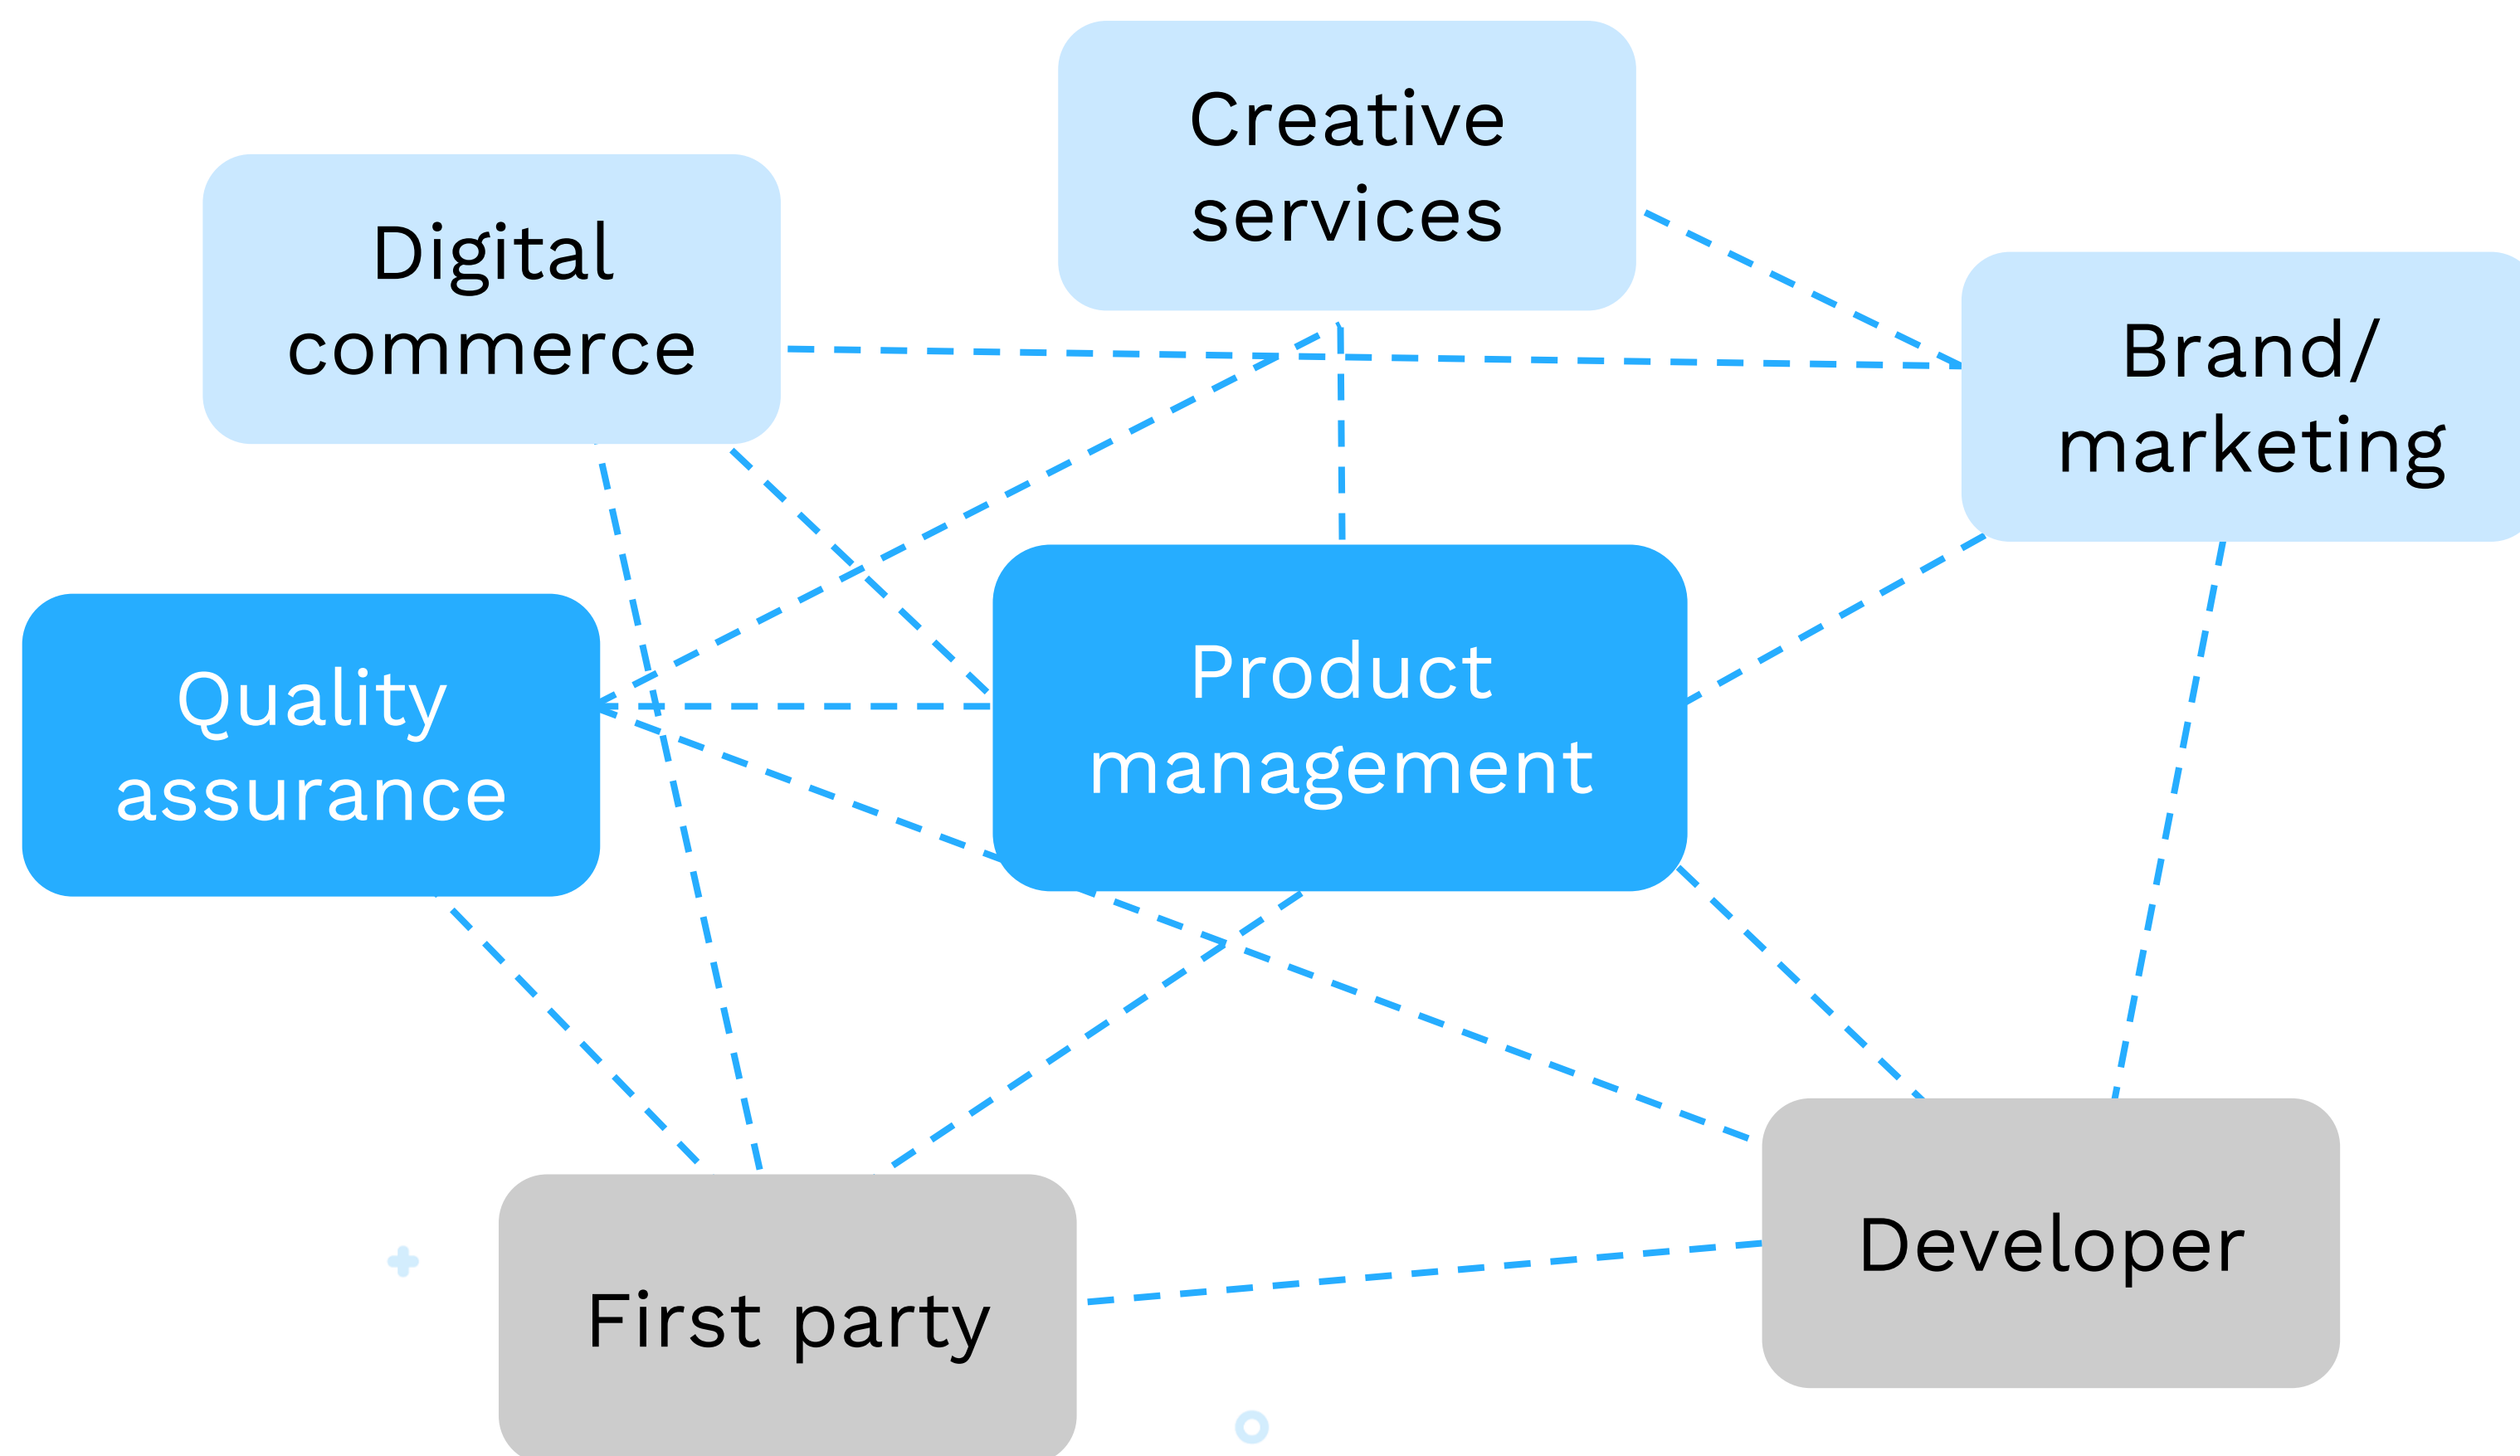 Creative
services
Digital
commerce
Brand/
marketing
Quality
assurance
Product
management
First party
Developer